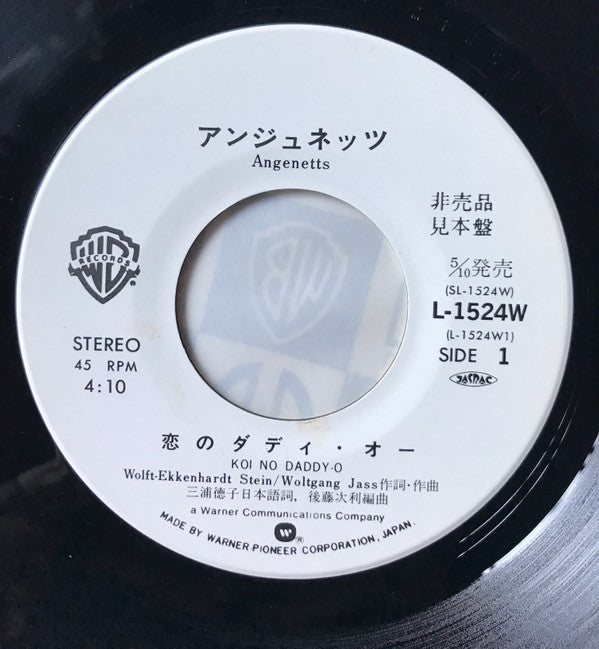 アンジュネッツ
Angenetts
非売品
見本盤
5/10発売
(SL-1524W)
L-1524W
(L-1524W1)
SIDE 1
JASRAC
WB
RECORDS
STEREO
45 RPM
4:10
恋のダディ・オー
KOI NO DADDY-O
Wolft-Ekkenhardt Stein/Woltgang Jass作詞・作曲
三浦徳子日本語詞, 後藤次利編曲
a Warner Communications Company
W®
MADE BY WARNER-PIONEER CORPORATION, JAPAN.